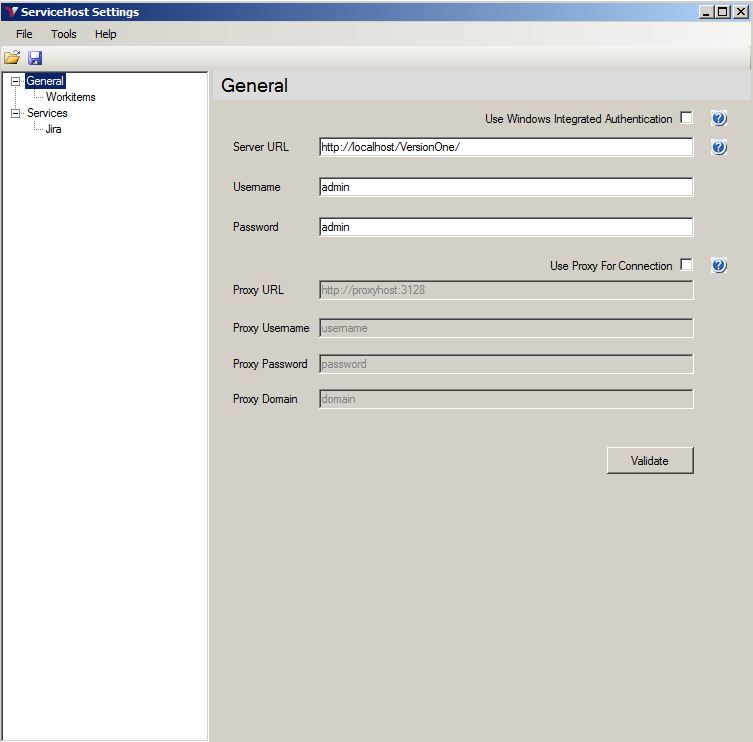 ServiceHost Settings
File Tools Help
General
Workitems
Services
Jira
General
Use Windows Integrated Authentication
Server URL http://localhost/VersionOne/
Username admin
Password admin
Use Proxy For Connection
Proxy URL http://proxyhost:3128
Proxy Username username
Proxy Password password
Proxy Domain domain
Validate